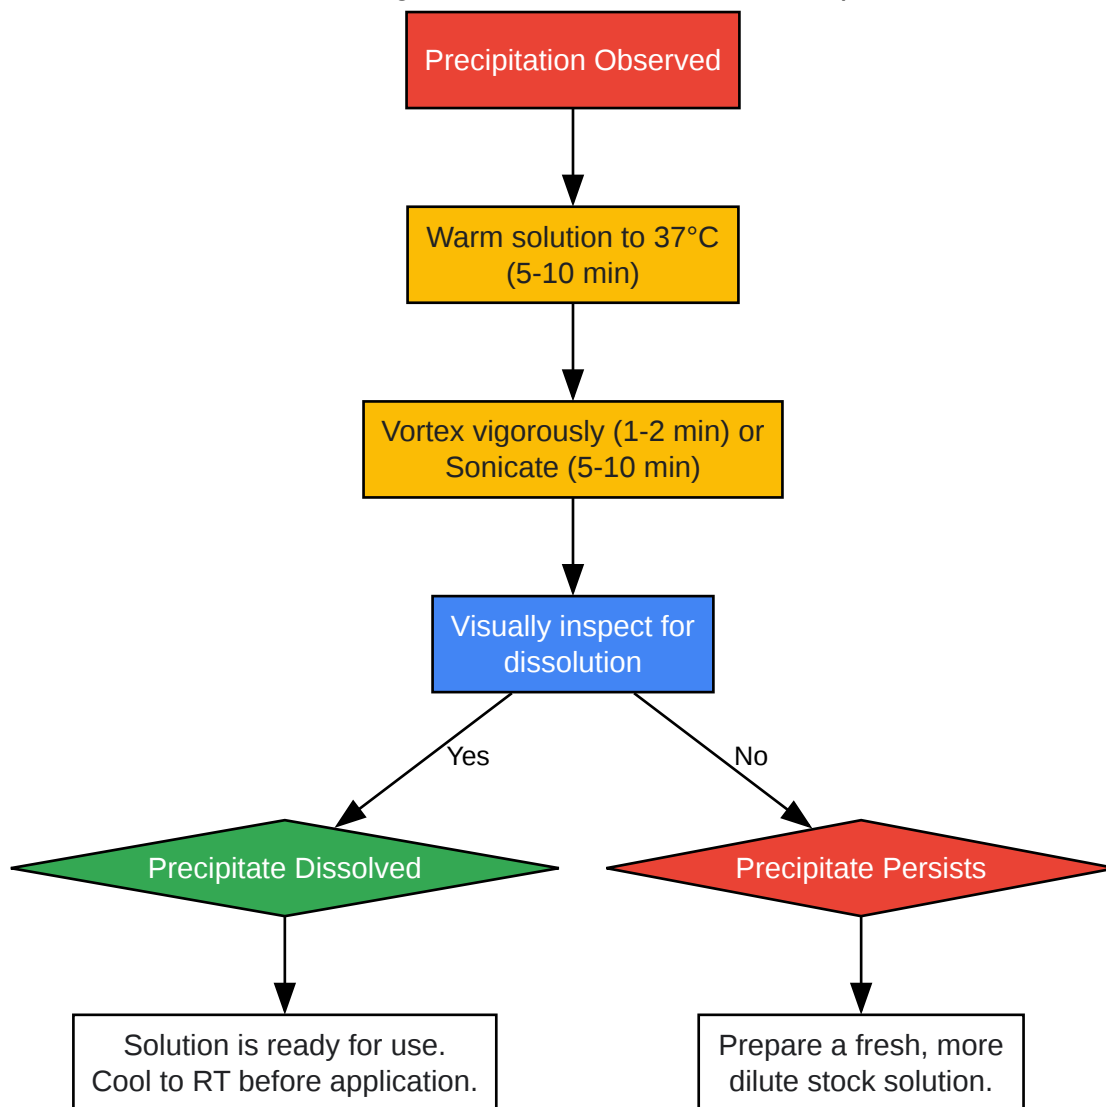 Precipitation Observed
Warm solution to 37°C
(5-10 min)
Vortex vigorously (1-2 min) or
Sonicate (5-10 min)
Visually inspect for
dissolution
Yes
No
Precipitate Dissolved
Precipitate Persists
Solution is ready for use.
Cool to RT before application.
Prepare a fresh, more
dilute stock solution.